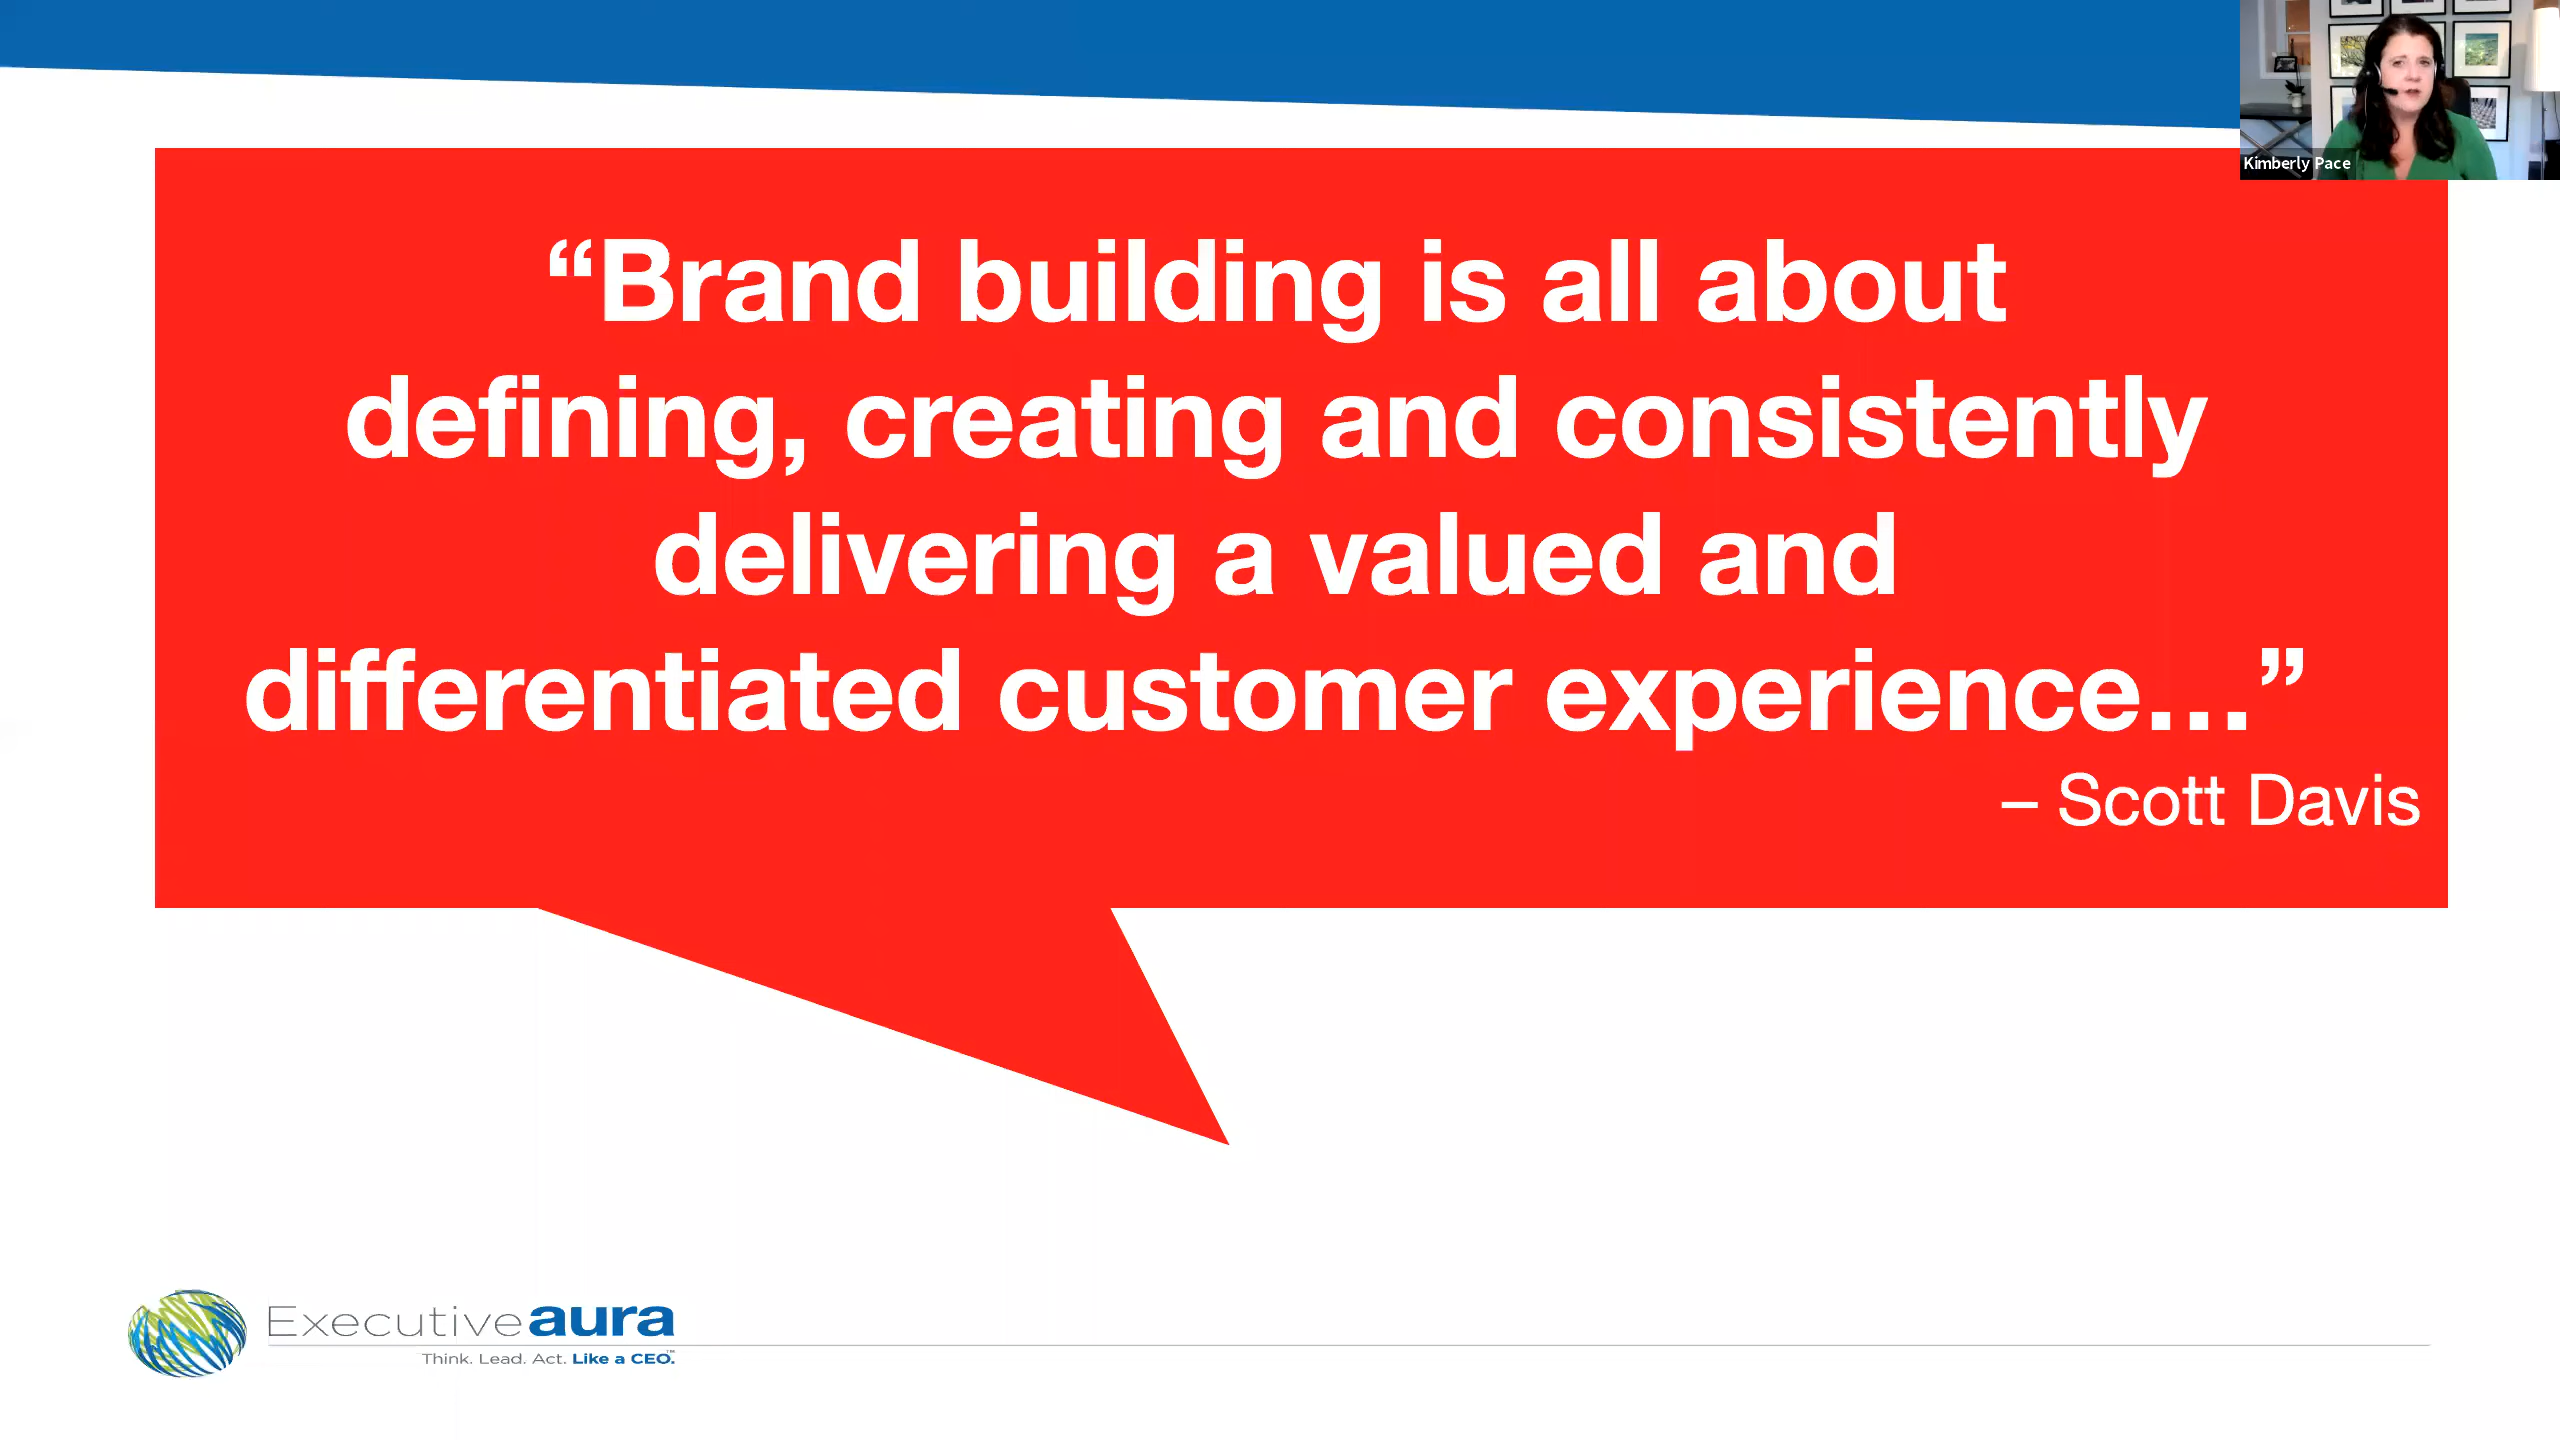 Kimberly Pace
“Brand building is all about
defining, creating and consistently
delivering a valued and
differentiated customer experience…”
– Scott Davis
Executiveaura
Think. Lead. Act. Like a CEO.™